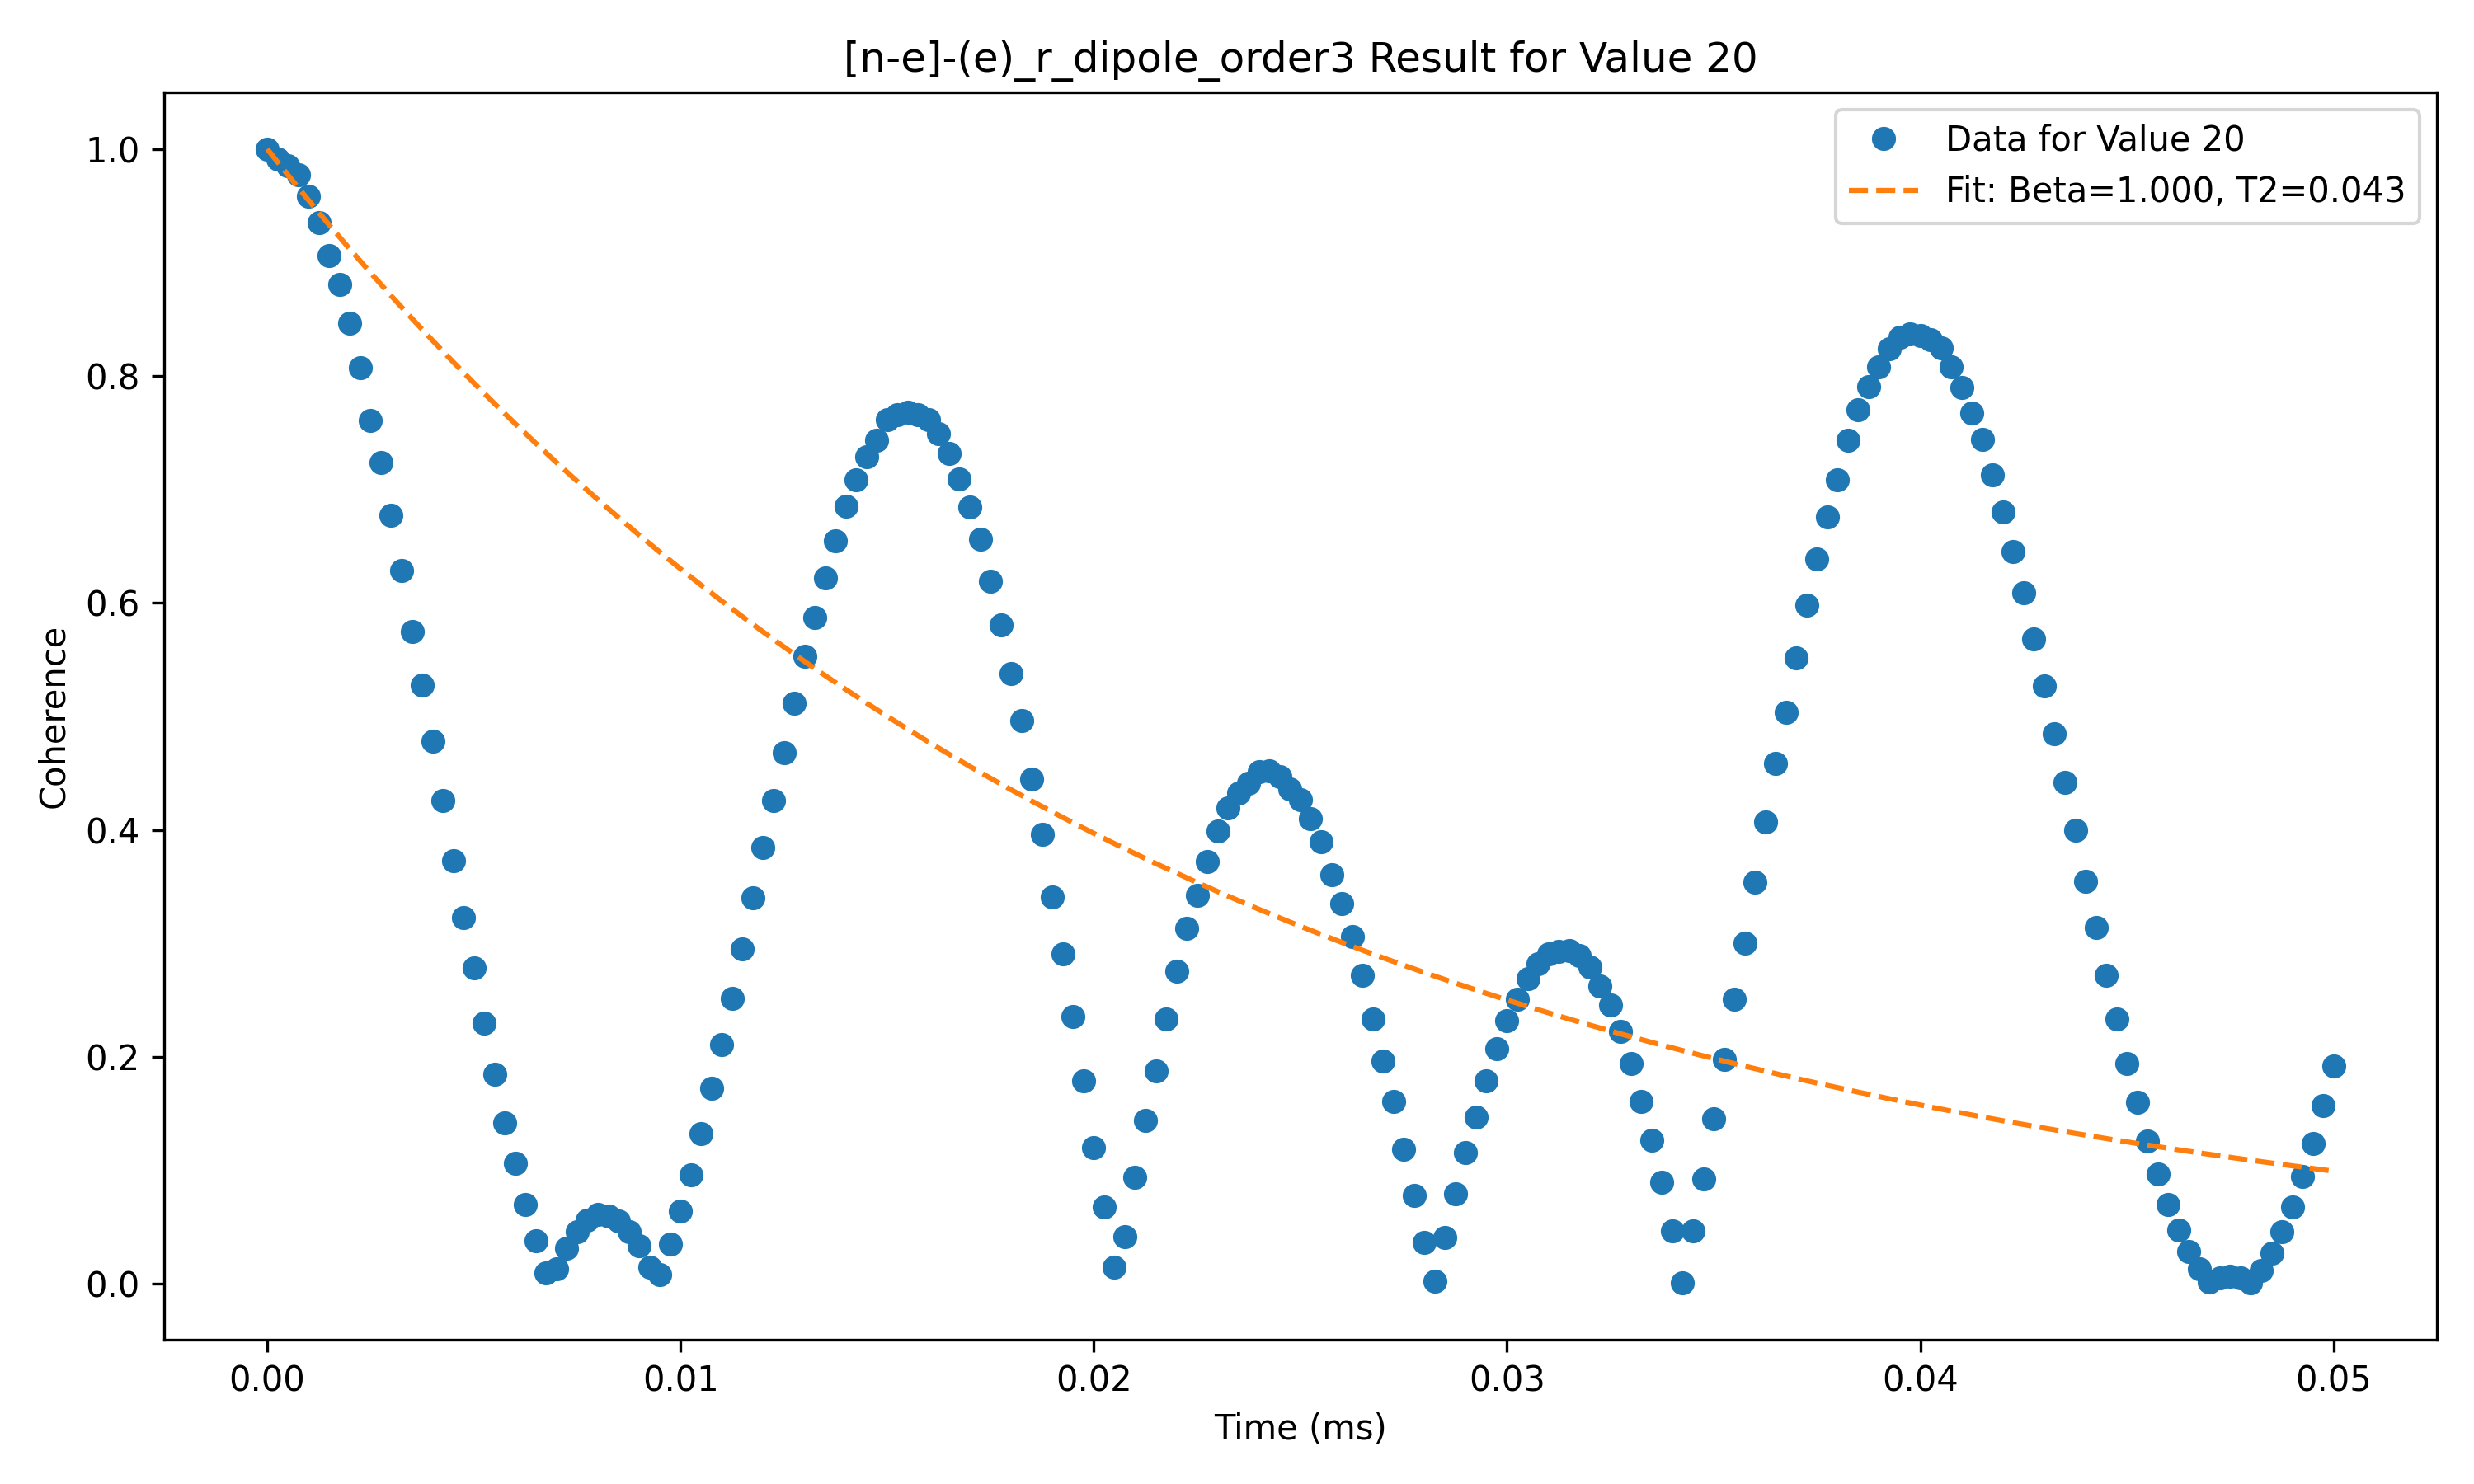 [n-e]-(e)_r_dipole_order3 Result for Value 20
Data for Value 20
Fit: Beta=1.000, T2=0.043
Coherence
1.0
0.8
0.6
0.4
0.2
0.0
0.00 0.01 0.02 0.03 0.04 0.05
Time (ms)